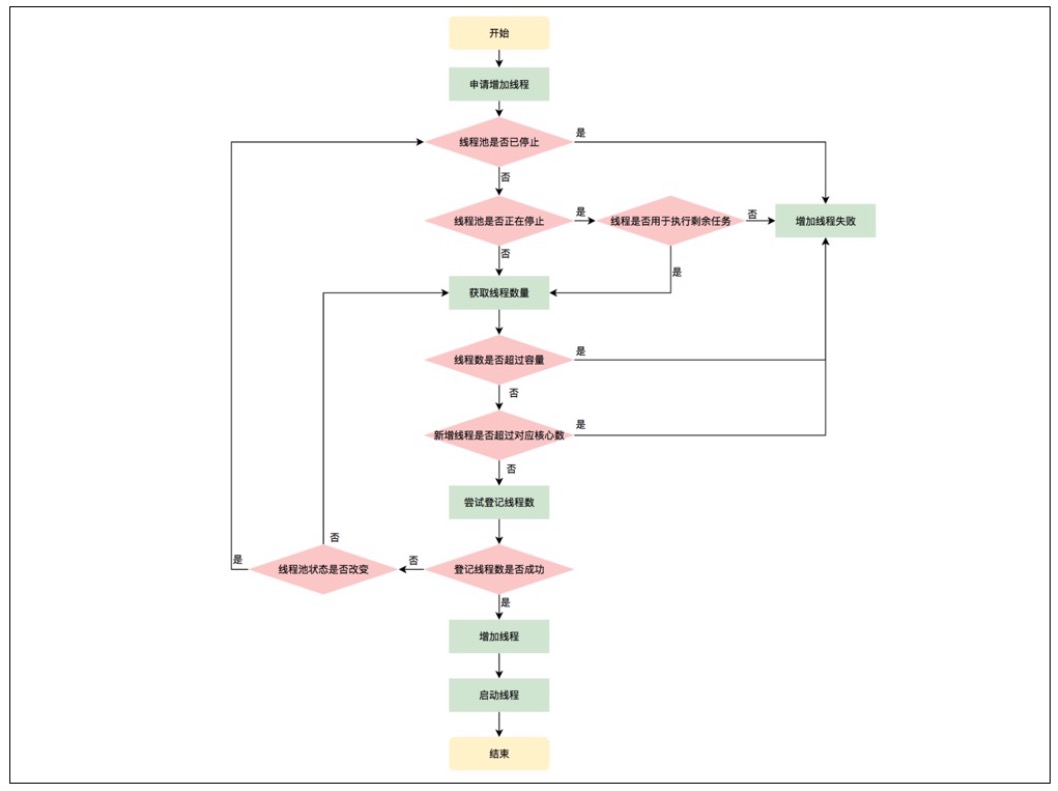 开始
申请增加线程
线程池是否已停止
是
否
线程池是否正在停止
是
线程是否用于执行剩余任务
否
增加线程失败
否
是
获取线程数量
线程数是否超过容量
是
否
新增线程是否超过对应核心数
是
否
尝试登记线程数
否
是
线程池状态是否改变
否
登记线程数是否成功
是
增加线程
启动线程
结束